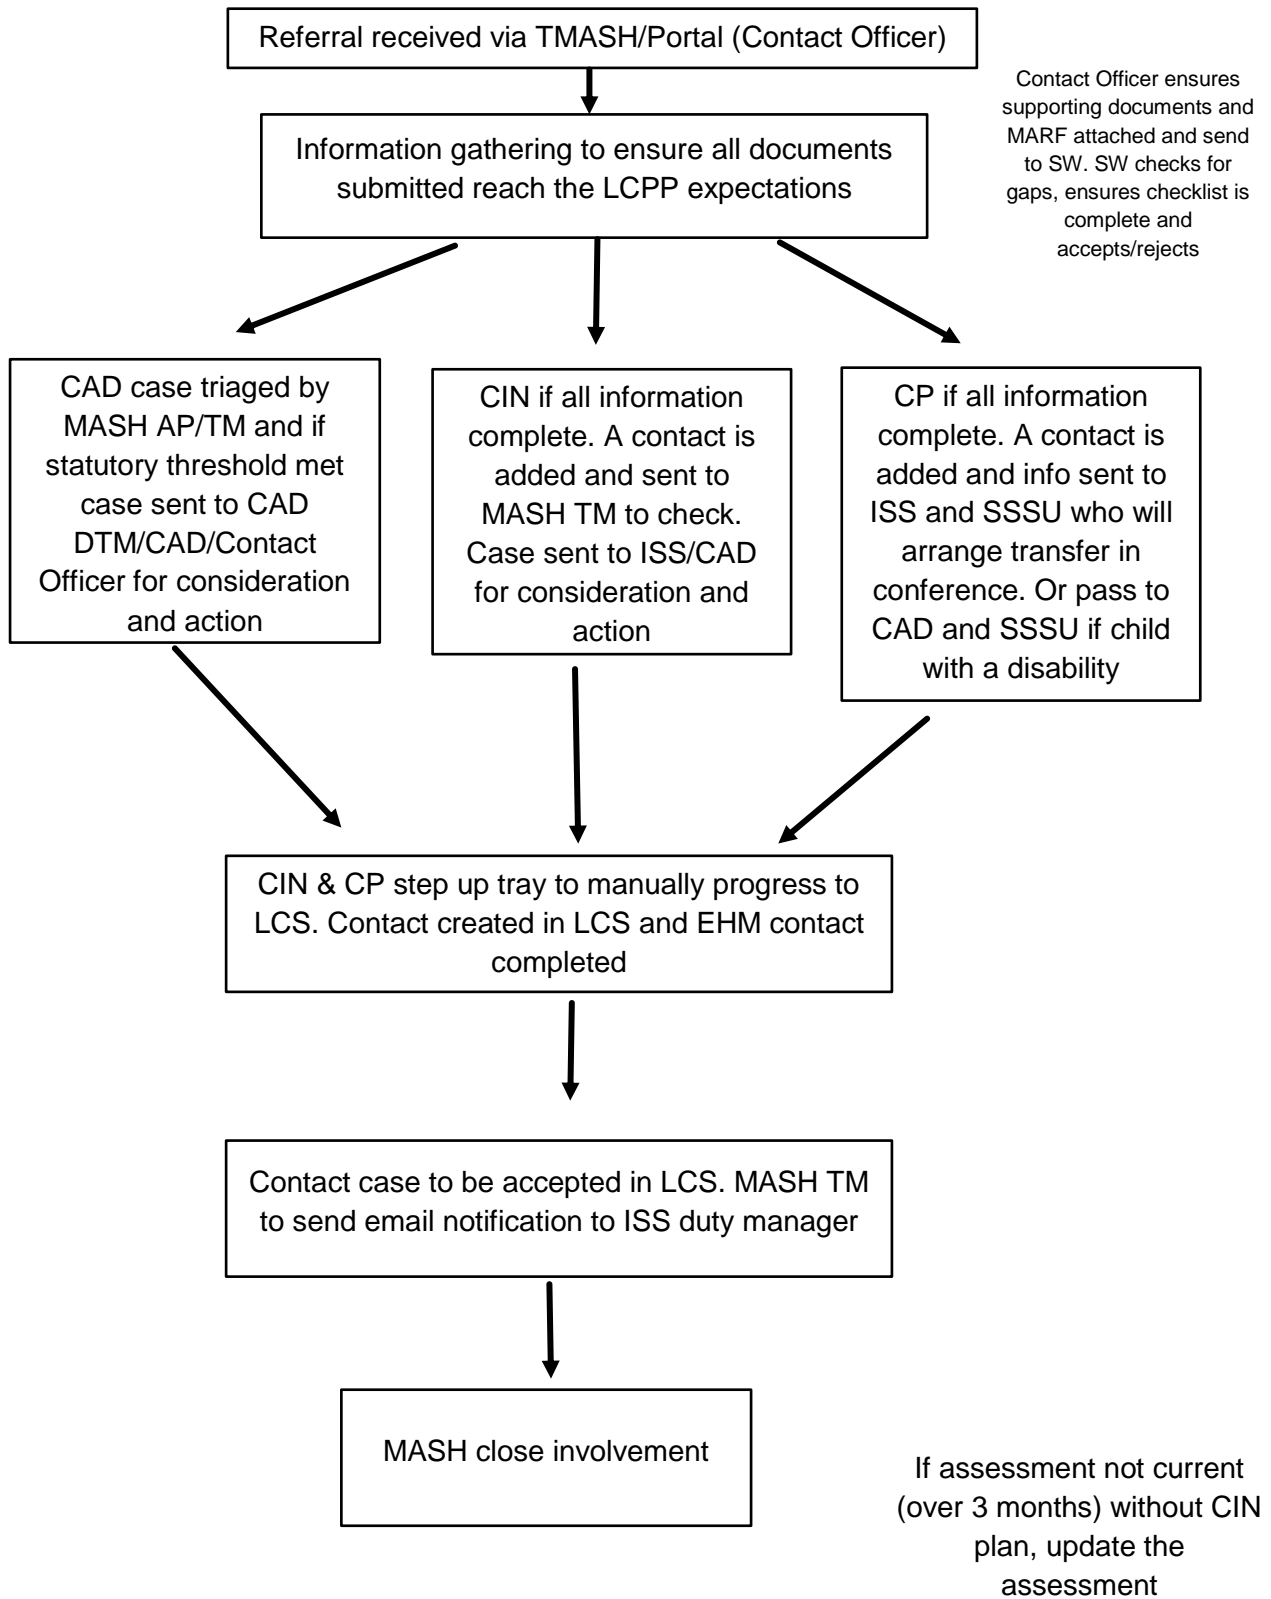 Referral received via TMASH/Portal (Contact Officer)
Contact Officer ensures
supporting documents and
MARF attached and send
to SW. SW checks for
gaps, ensures checklist is
complete and
accepts/rejects
Information gathering to ensure all documents
submitted reach the LCPP expectations
CAD case triaged by
MASH AP/TM and if
statutory threshold met
case sent to CAD
DTM/CAD/Contact
Officer for consideration
and action
CIN if all information
complete. A contact is
added and sent to
MASH TM to check.
Case sent to ISS/CAD
for consideration and
action
CP if all information
complete. A contact is
added and info sent to
ISS and SSSU who will
arrange transfer in
conference. Or pass to
CAD and SSSU if child
with a disability
CIN & CP step up tray to manually progress to
LCS. Contact created in LCS and EHM contact
completed
Contact case to be accepted in LCS. MASH TM
to send email notification to ISS duty manager
MASH close involvement
If assessment not current
(over 3 months) without CIN
plan, update the
assessment